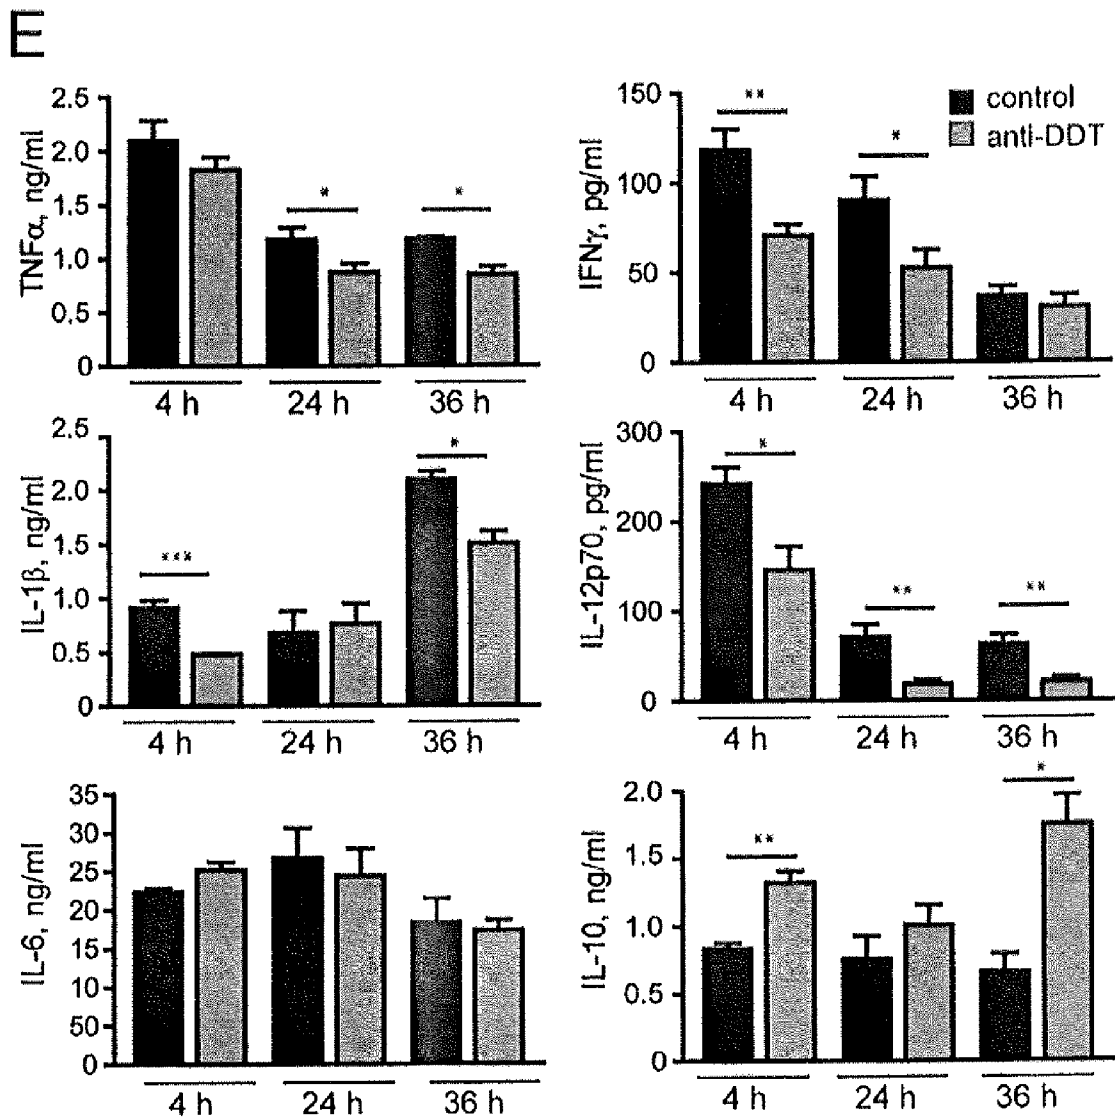 E
TNFα, ng/ml
2.5
2.0
1.5
1.0
0.5
0
*
*
4 h
24 h
36 h
IFNγ, pg/ml
150
100
50
0
**
*
control
anti-DDT
4 h
24 h
36 h
IL-1β, ng/ml
2.5
2.0
1.5
1.0
0.5
0
***
*
4 h
24 h
36 h
IL-12p70, pg/ml
300
200
100
0
*
**
**
4 h
24 h
36 h
IL-6, ng/ml
35
30
25
20
15
10
50
0
4 h
24 h
36 h
IL-10, ng/ml
2.0
1.5
1.0
0.5
0
**
*
4 h
24 h
36 h